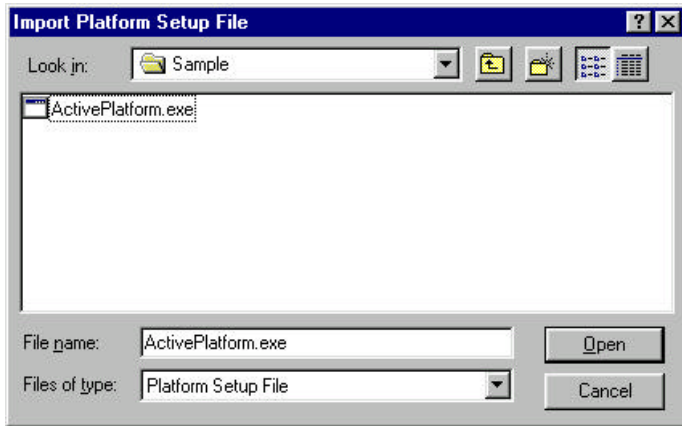 Import Platform Setup File
Look in: Sample
ActivePlatform.exe
File name: ActivePlatform.exe Open
Files of type: Platform Setup File Cancel